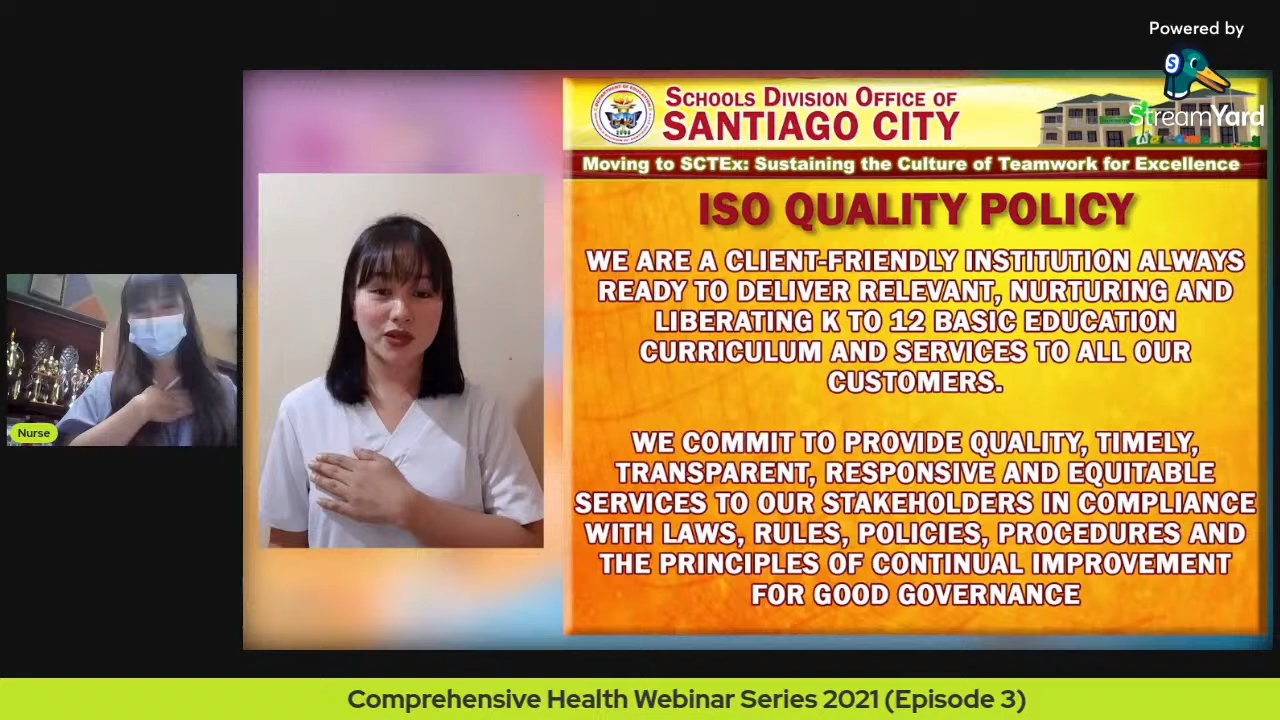 Powered by
StreamYard
SCHOOLS DIVISION OFFICE OF
SANTIAGO CITY
Moving to SCTEx: Sustaining the Culture of Teamwork for Excellence
ISO QUALITY POLICY
WE ARE A CLIENT-FRIENDLY INSTITUTION ALWAYS
READY TO DELIVER RELEVANT, NURTURING AND
LIBERATING K TO 12 BASIC EDUCATION
CURRICULUM AND SERVICES TO ALL OUR
CUSTOMERS.
WE COMMIT TO PROVIDE QUALITY, TIMELY,
TRANSPARENT, RESPONSIVE AND EQUITABLE
SERVICES TO OUR STAKEHOLDERS IN COMPLIANCE
WITH LAWS, RULES, POLICIES, PROCEDURES AND
THE PRINCIPLES OF CONTINUAL IMPROVEMENT
FOR GOOD GOVERNANCE
Nurse
Comprehensive Health Webinar Series 2021 (Episode 3)